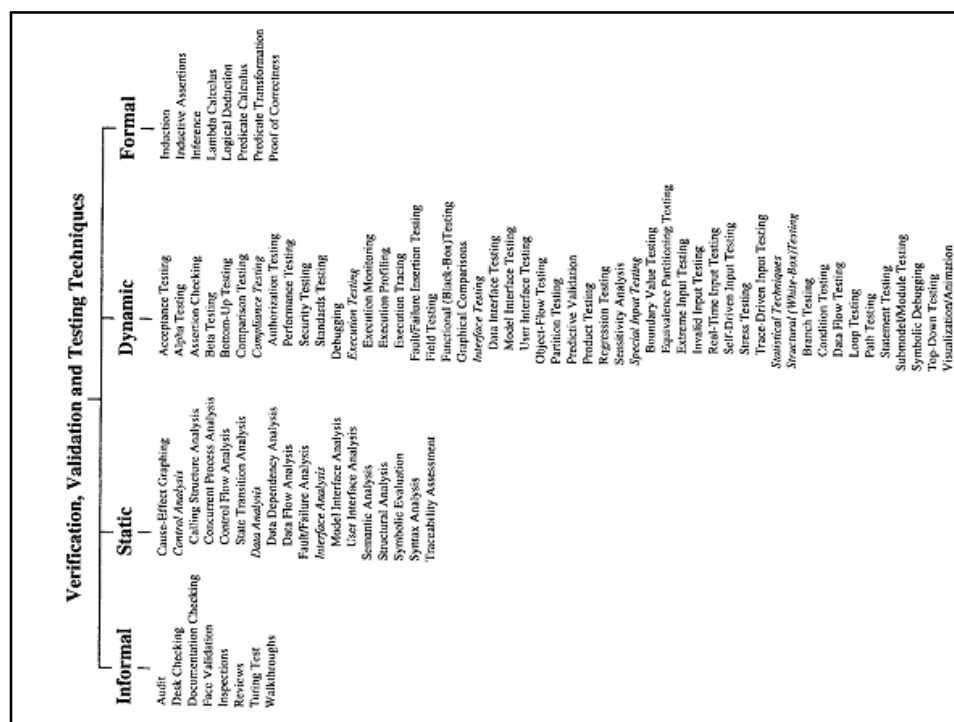 Verification, Validation and Testing Techniques
Informal
Audit
Desk Checking
Documentation Checking
Face Validation
Inspections
Reviews
Turing Test
Walkthroughs
Static
Cause-Effect Graphing
Control Analysis
Calling Structure Analysis
Concurrent Process Analysis
Control Flow Analysis
State Transition Analysis
Data Analysis
Data Dependency Analysis
Data Flow Analysis
Fault/Failure Analysis
Interface Analysis
Model Interface Analysis
User Interface Analysis
Semantic Analysis
Structural Analysis
Symbolic Evaluation
Syntax Analysis
Traceability Assessment
Dynamic
Acceptance Testing
Alpha Testing
Assertion Checking
Beta Testing
Bottom-Up Testing
Comparison Testing
Compliance Testing
Authorization Testing
Performance Testing
Security Testing
Standards Testing
Debugging
Execution Testing
Execution Monitoring
Execution Profiling
Execution Tracing
Fault/Failure Insertion Testing
Field Testing
Functional (Black-Box) Testing
Graphical Comparisons
Interface Testing
Data Interface Testing
Model Interface Testing
User Interface Testing
Object-Flow Testing
Partition Testing
Predictive Validation
Product Testing
Regression Testing
Sensitivity Analysis
Special Input Testing
Boundary Value Testing
Equivalence Partitioning Testing
Extreme Input Testing
Invalid Input Testing
Real-Time Input Testing
Self-Driven Input Testing
Stress Testing
Trace-Driven Input Testing
Statistical Techniques
Structural (White-Box) Testing
Branch Testing
Condition Testing
Data Flow Testing
Loop Testing
Path Testing
Statement Testing
Submodel/Module Testing
Symbolic Debugging
Top-Down Testing
Visualization/Animation
Formal
Induction
Inductive Assertions
Inference
Lambda Calculus
Logical Deduction
Predicate Calculus
Predicate Transformation
Proof of Correctness